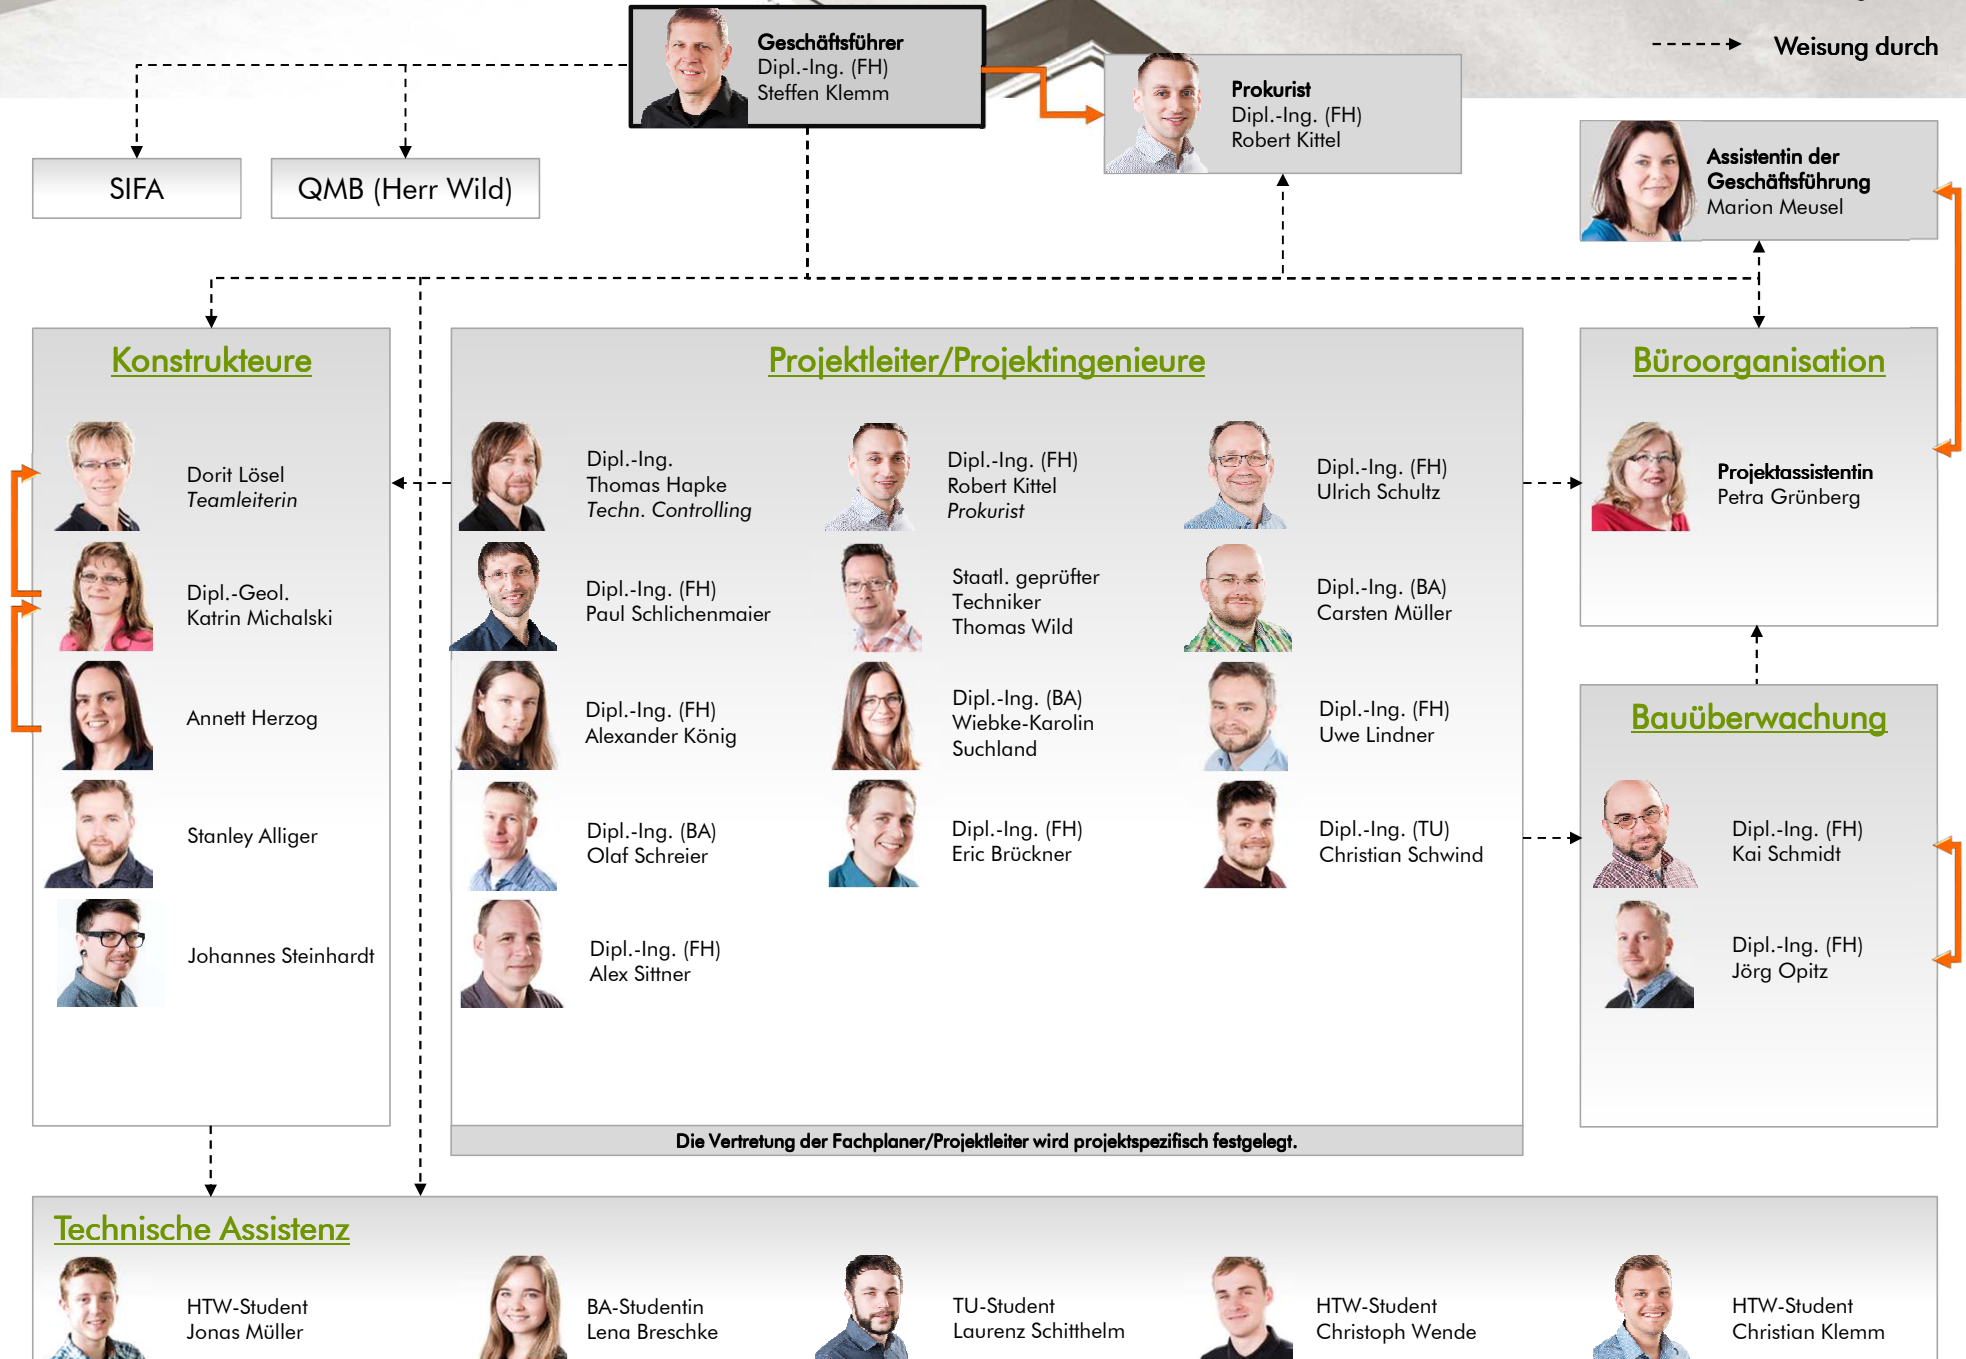 Weisung durch
Geschäftsführer
Dipl.-Ing. (FH)
Steffen Klemm
Prokurist
Dipl.-Ing. (FH)
Robert Kittel
Assistentin der
Geschäftsführung
Marion Meusel
SIFA
QMB (Herr Wild)
Konstrukteure
Dorit Lösel
Teamleiterin
Dipl.-Geol.
Katrin Michalski
Annett Herzog
Stanley Alliger
Johannes Steinhardt
Projektleiter/Projektingenieure
Dipl.-Ing.
Thomas Hapke
Techn. Controlling
Dipl.-Ing. (FH)
Robert Kittel
Prokurist
Dipl.-Ing. (FH)
Ulrich Schultz
Dipl.-Ing. (FH)
Paul Schlichenmaier
Staatl. geprüfter
Techniker
Thomas Wild
Dipl.-Ing. (BA)
Carsten Müller
Dipl.-Ing. (FH)
Alexander König
Dipl.-Ing. (BA)
Wiebke-Karolin
Suchland
Dipl.-Ing. (FH)
Uwe Lindner
Dipl.-Ing. (BA)
Olaf Schreier
Dipl.-Ing. (FH)
Eric Brückner
Dipl.-Ing. (TU)
Christian Schwind
Dipl.-Ing. (FH)
Alex Sittner
Die Vertretung der Fachplaner/Projektleiter wird projektspezifisch festgelegt.
Büroorganisation
Projektassistentin
Petra Grünberg
Bauüberwachung
Dipl.-Ing. (FH)
Kai Schmidt
Dipl.-Ing. (FH)
Jörg Opitz
Technische Assistenz
HTW-Student
Jonas Müller
BA-Studentin
Lena Breschke
TU-Student
Laurenz Schitthelm
HTW-Student
Christoph Wende
HTW-Student
Christian Klemm